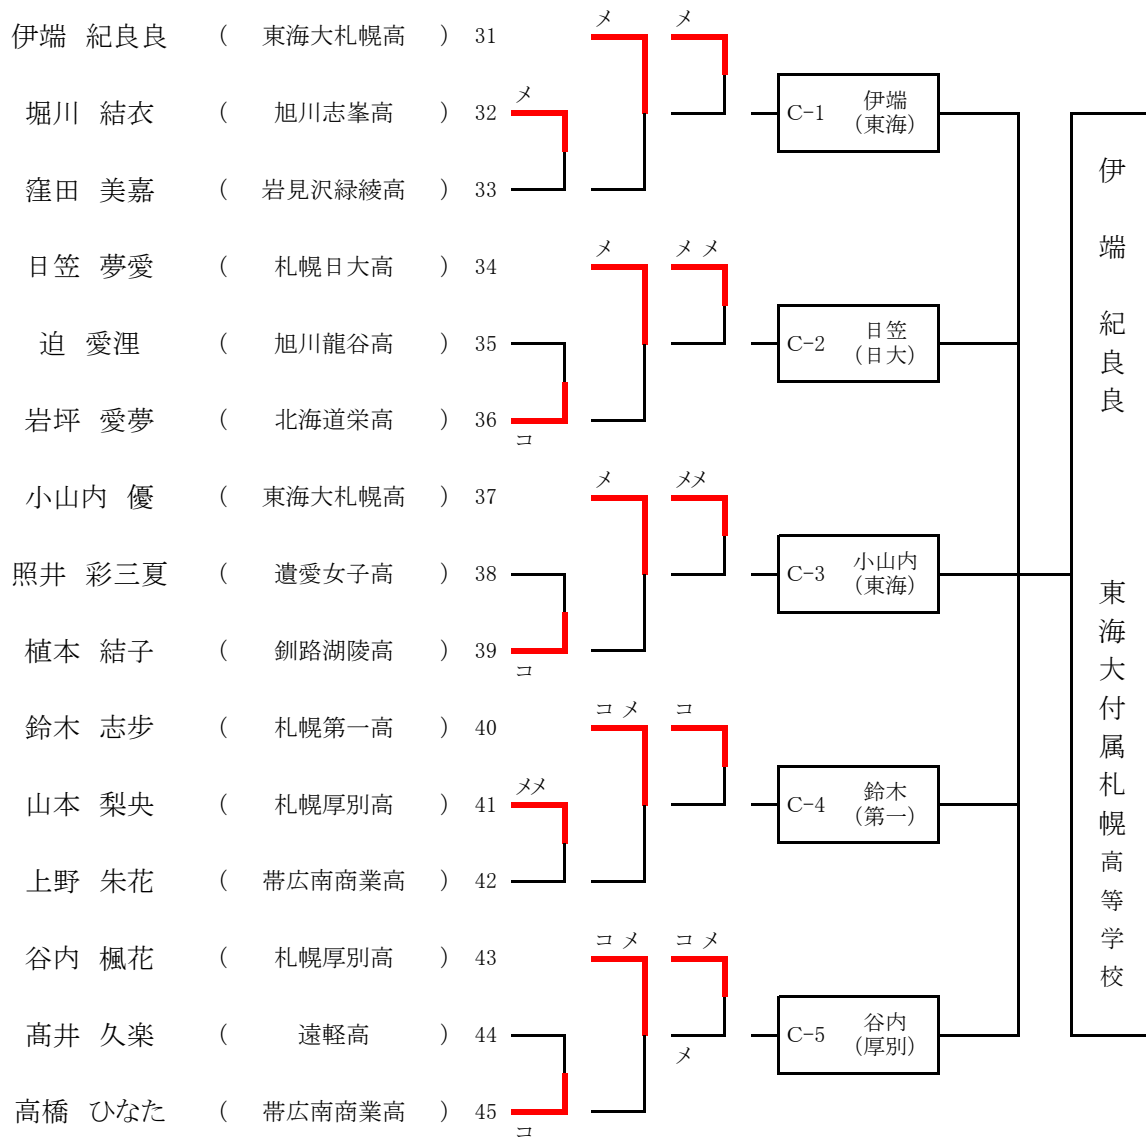 伊端 紀良良 ( 東海大札幌高 ) 31 メ メ
C-1 伊端 (東海)
堀川 結衣 ( 旭川志峯高 ) 32 メ
窪田 美嘉 ( 岩見沢緑綾高 ) 33
日笠 夢愛 ( 札幌日大高 ) 34 メ メ メ
C-2 日笠 (日大)
迫 愛浬 ( 旭川龍谷高 ) 35
岩坪 愛夢 ( 北海道栄高 ) 36 コ
小山内 優 ( 東海大札幌高 ) 37 メ メメ
C-3 小山内 (東海)
照井 彩三夏 ( 遺愛女子高 ) 38
植本 結子 ( 釧路湖陵高 ) 39 コ
鈴木 志歩 ( 札幌第一高 ) 40 コ メ コ
C-4 鈴木 (第一)
山本 梨央 ( 札幌厚別高 ) 41 メメ
上野 朱花 ( 帯広南商業高 ) 42
谷内 楓花 ( 札幌厚別高 ) 43 コ メ コ メ
C-5 谷内 (厚別)
髙井 久楽 ( 遠軽高 ) 44 メ
高橋 ひなた ( 帯広南商業高 ) 45 コ
伊端 紀良良
東海大付属札幌高等学校